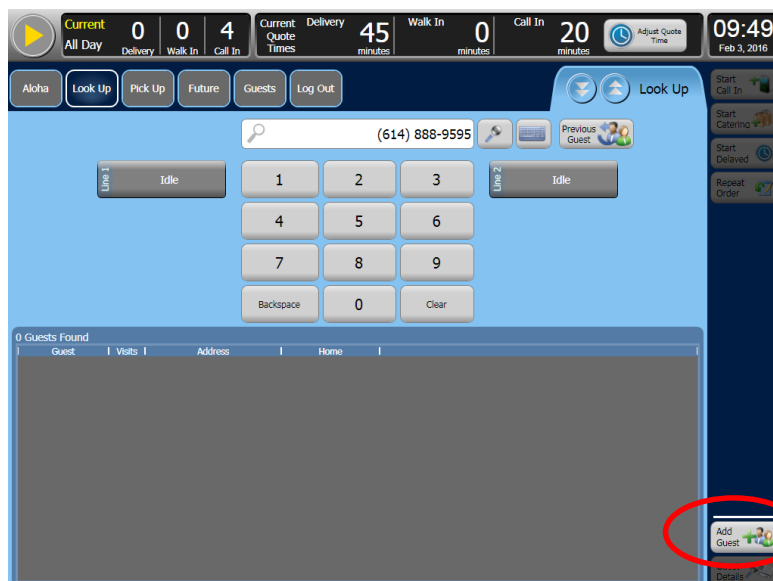 Current
All Day
0
Delivery
0
Walk In
4
Call In
Current
Quote
Times
Delivery
45
minutes
Walk In
0
minutes
Call In
20
minutes
Adjust Quote
Time
09:49
Feb 3, 2016
Aloha
Look Up
Pick Up
Future
Guests
Log Out
Look Up
Start
Call In
Start
Catering
Start
Delayed
Repeat
Order
(614) 888-9595
Previous
Guest
Line 1
Idle
Line 2
Idle
1 2 3
4 5 6
7 8 9
Backspace 0 Clear
0 Guests Found
Guest Visits Address Home
Add
Guest
Details